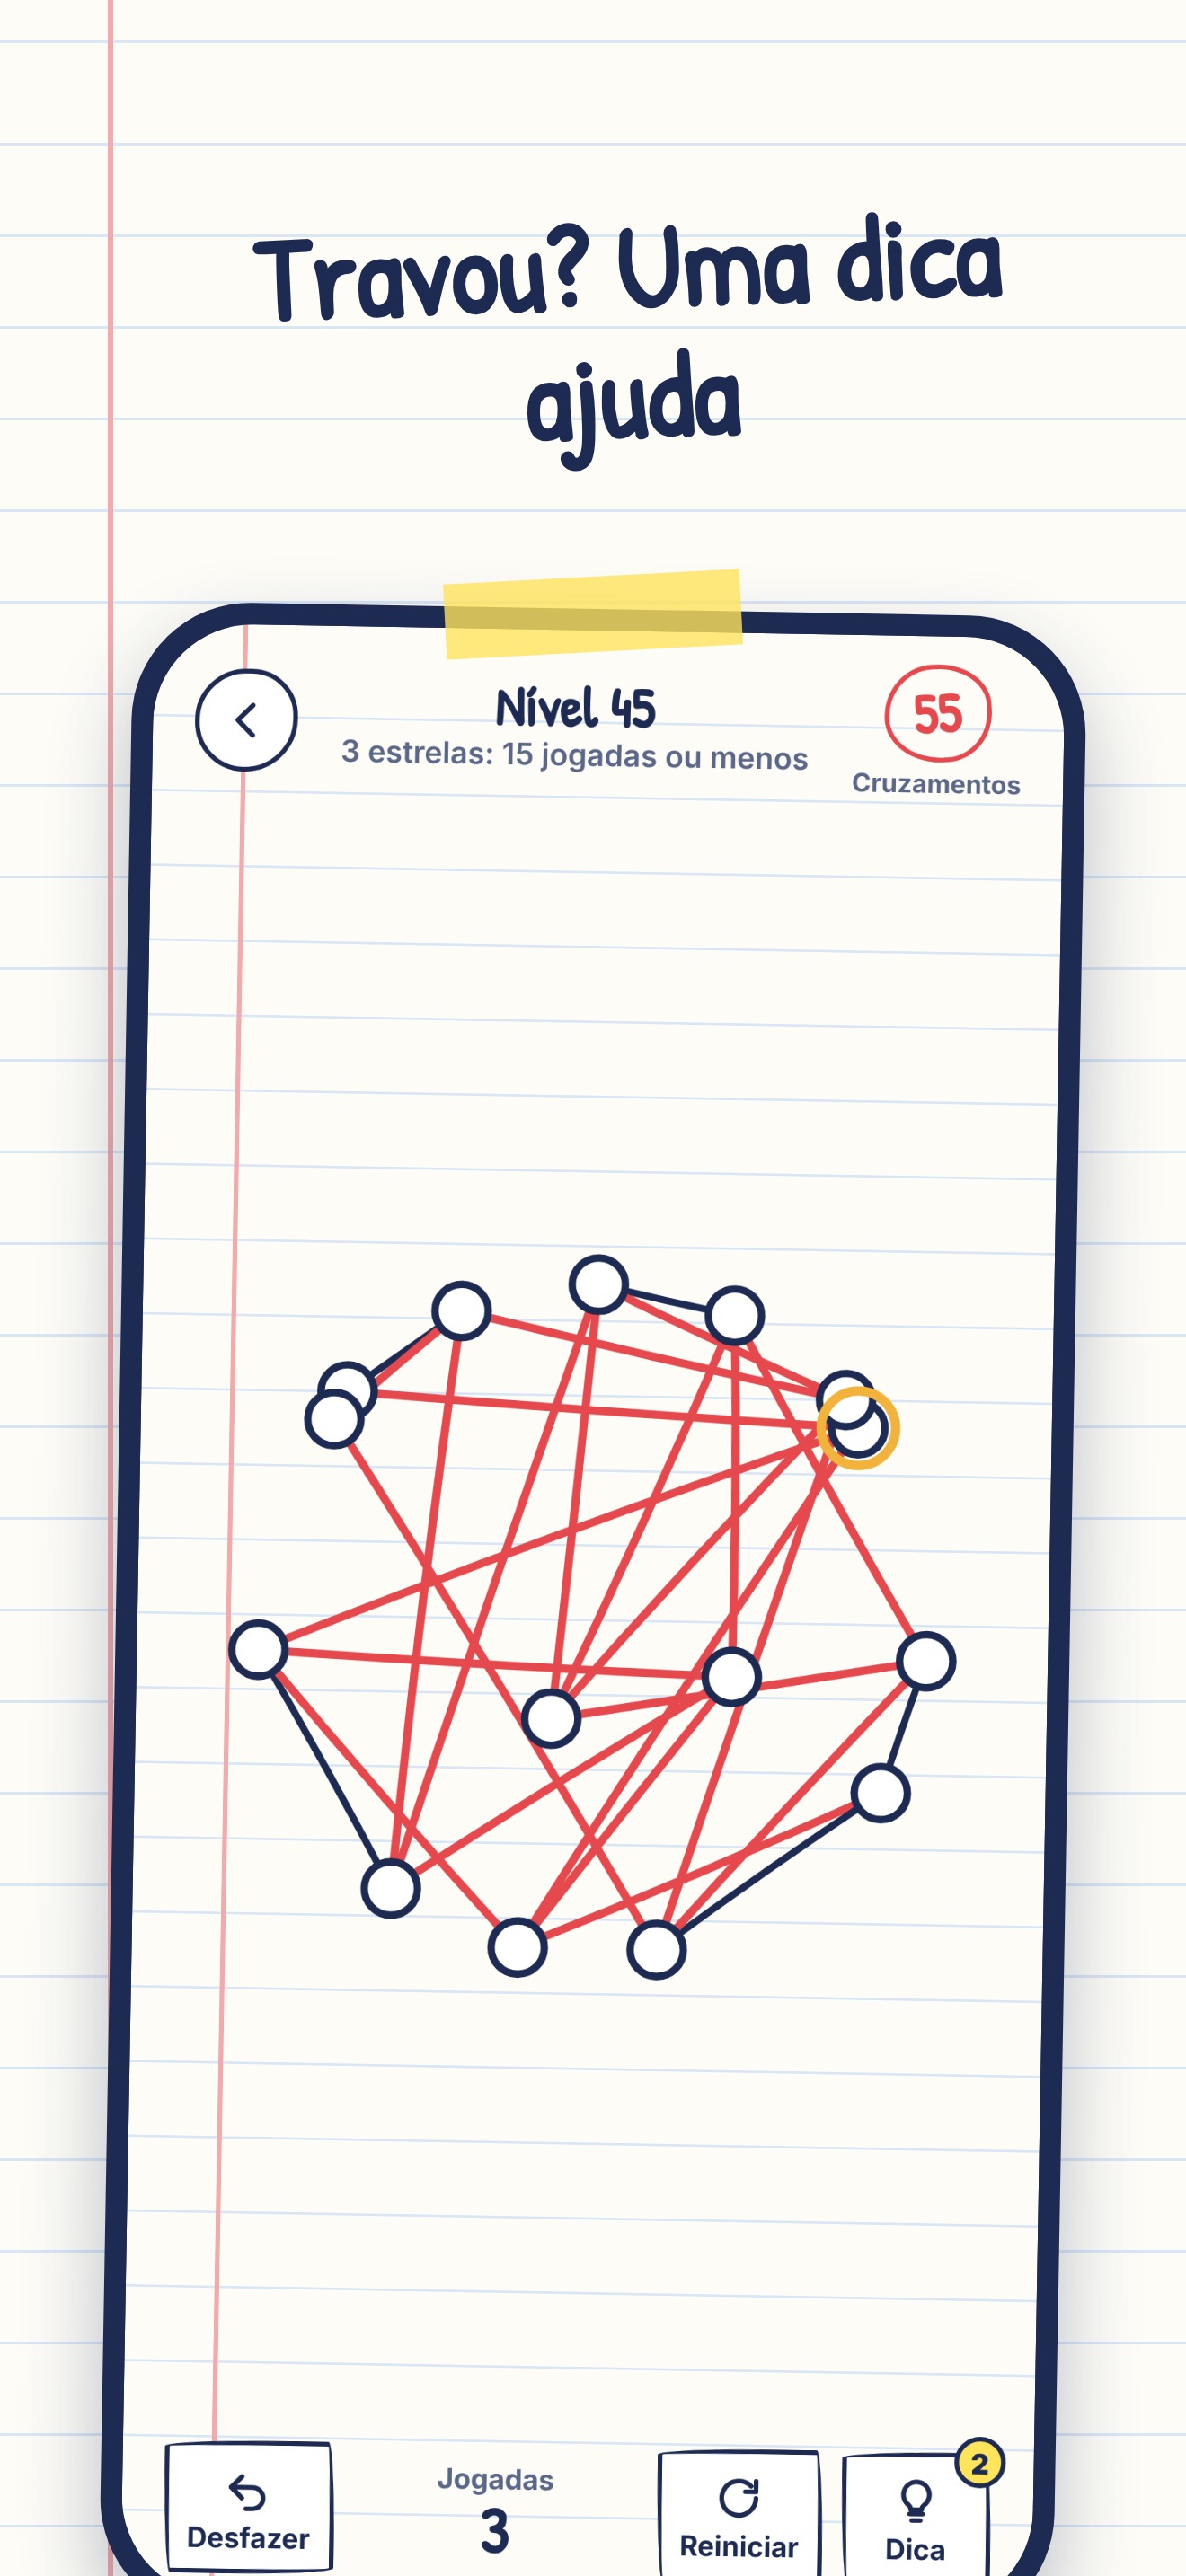 Travou? Uma dica
ajuda
Nível 45
3 estrelas: 15 jogadas ou menos
55
Cruzamentos
Desfazer
Jogadas
3
Reiniciar
2
Dica